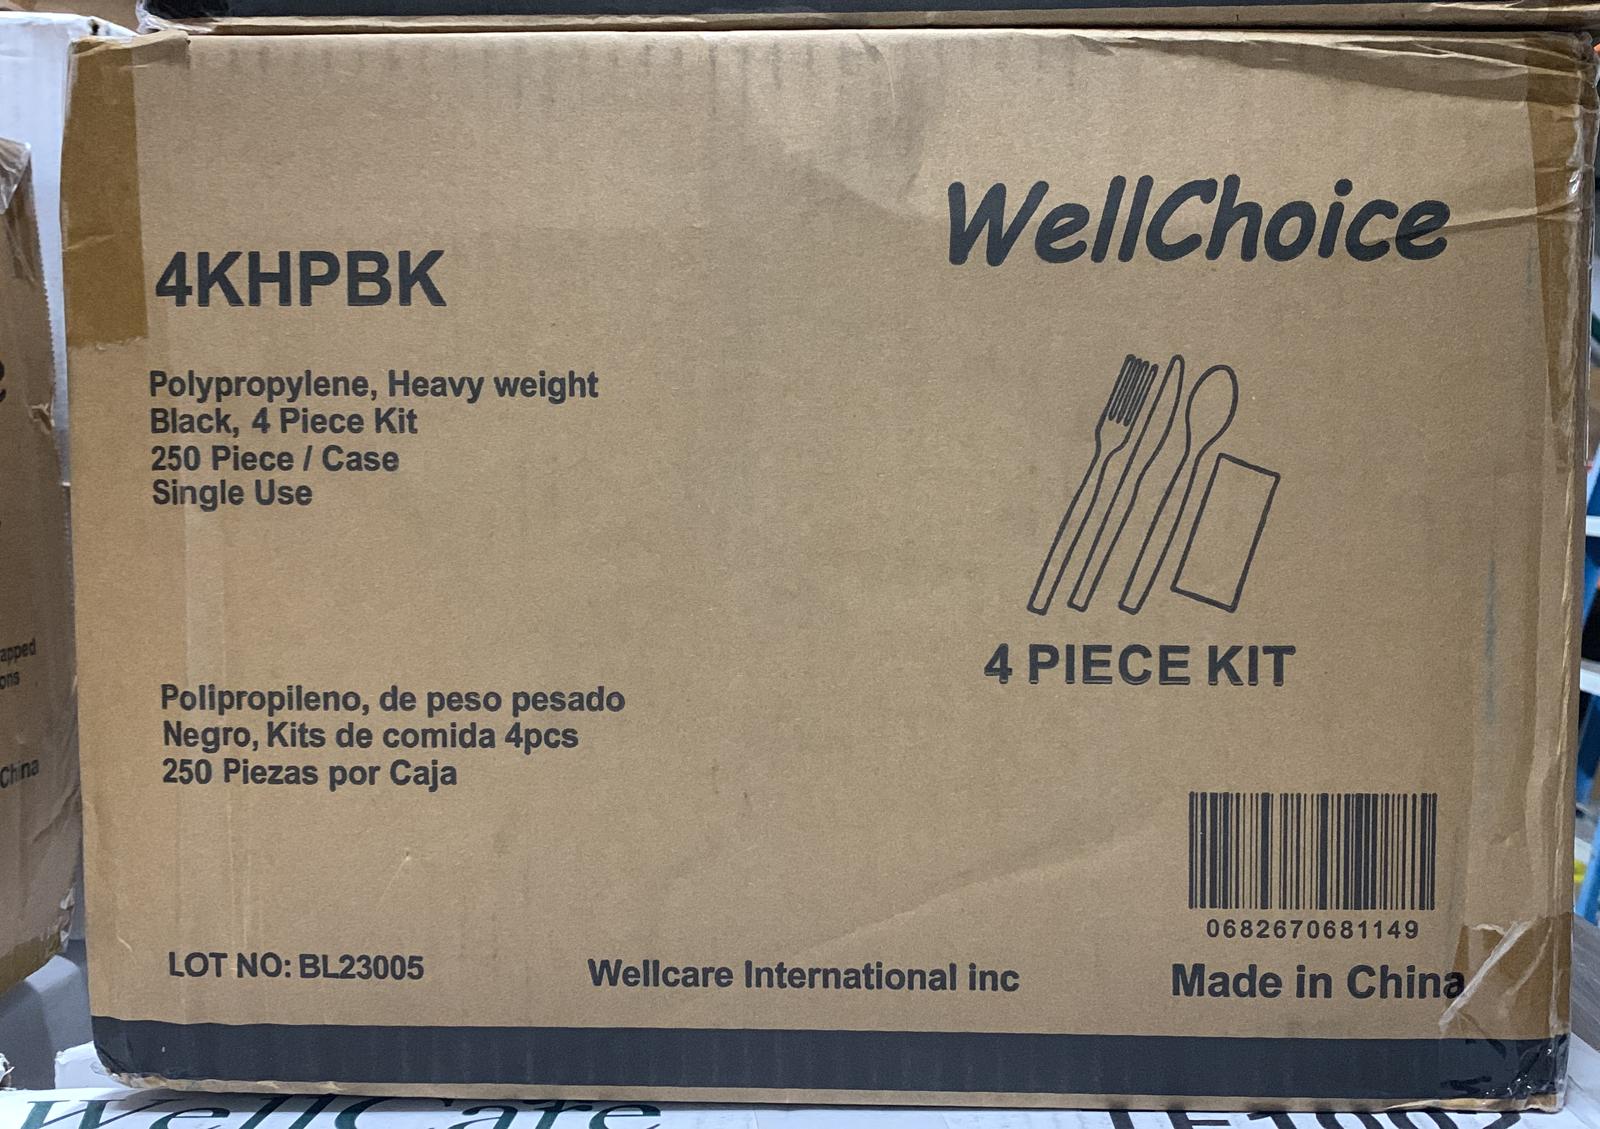 WellChoice
4KHPBK
Polypropylene, Heavy weight
Black, 4 Piece Kit
250 Piece / Case
Single Use
4 PIECE KIT
Polipropileno, de peso pesado
Negro, Kits de comida 4pcs
250 Piezas por Caja
0682670681149
LOT NO: BL23005
Wellcare International inc
Made in China
China
WellCare